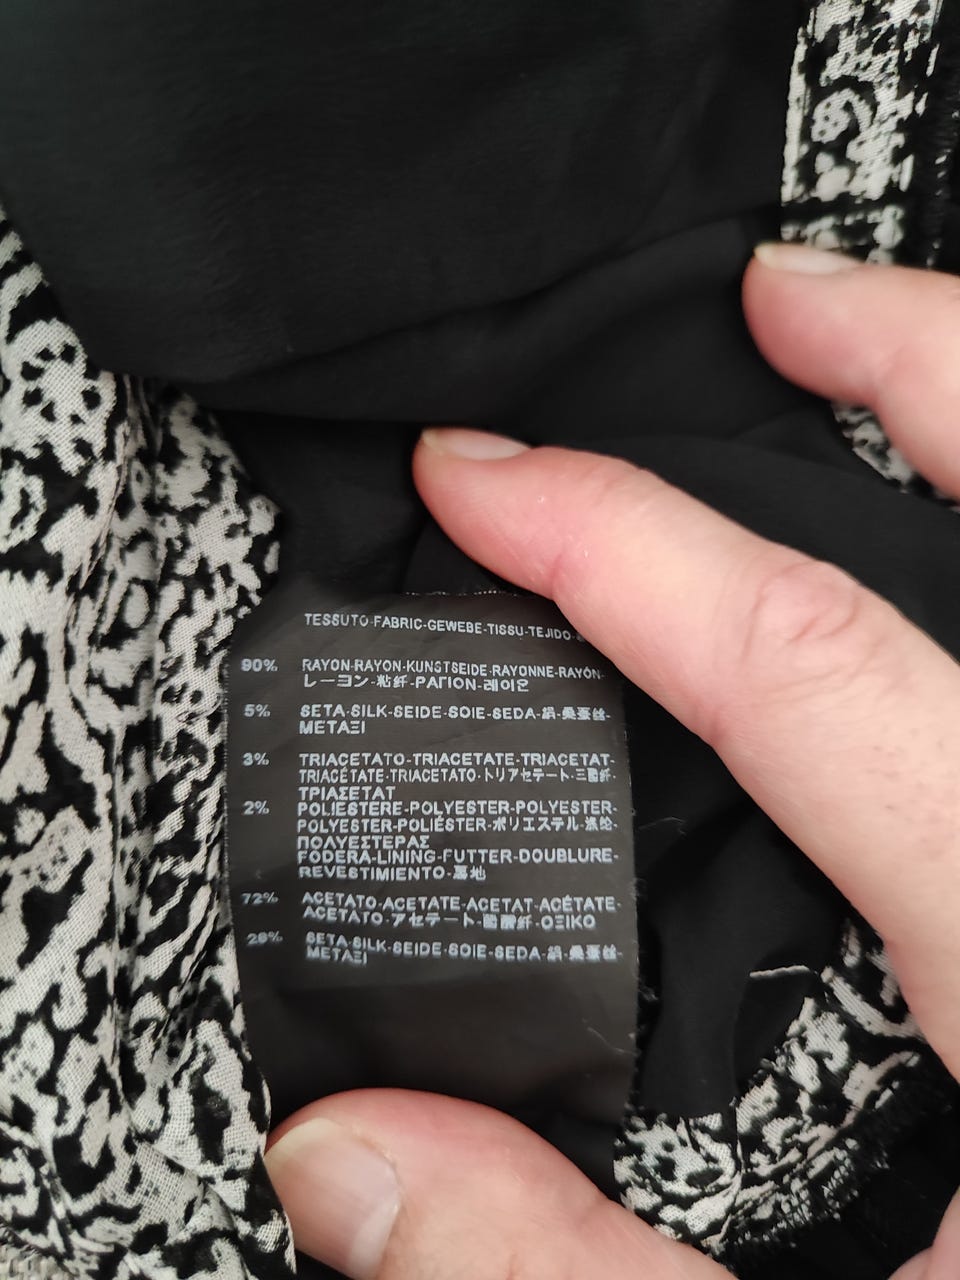 TESSUTO-FABRIC-GEWEBE-TISSU-TEJIDO-
90% RAYON-RAYON-KUNSTSEIDE-RAYONNE-RAYÓN-
レーヨン-粘纤-ΡΑΓΙΟΝ-레이온
5% SETA-SILK-SEIDE-SOIE-SEDA-絹-桑蚕丝-
ΜΕΤΑΞΙ
3% TRIACETATO-TRIACETATE-TRIACETAT-
TRIACÉTATE-TRIACETATO-トリアセテート-三醋纤-
ΤΡΙΑΣΕΤΑΤ
2% POLIESTERE-POLYESTER-POLYESTER-
POLYESTER-POLIÉSTER-ポリエステル-涤纶-
ΠΟΛΥΕΣΤΕΡΑΣ
FODERA-LINING-FUTTER-DOUBLURE-
REVESTIMIENTO-裏地
72% ACETATO-ACETATE-ACETAT-ACÉTATE-
ACETATO-アセテート-醋酸纤-ΟΞΙΚΟ
28% SETA-SILK-SEIDE-SOIE-SEDA-絹-桑蚕丝-
ΜΕΤΑΞΙ